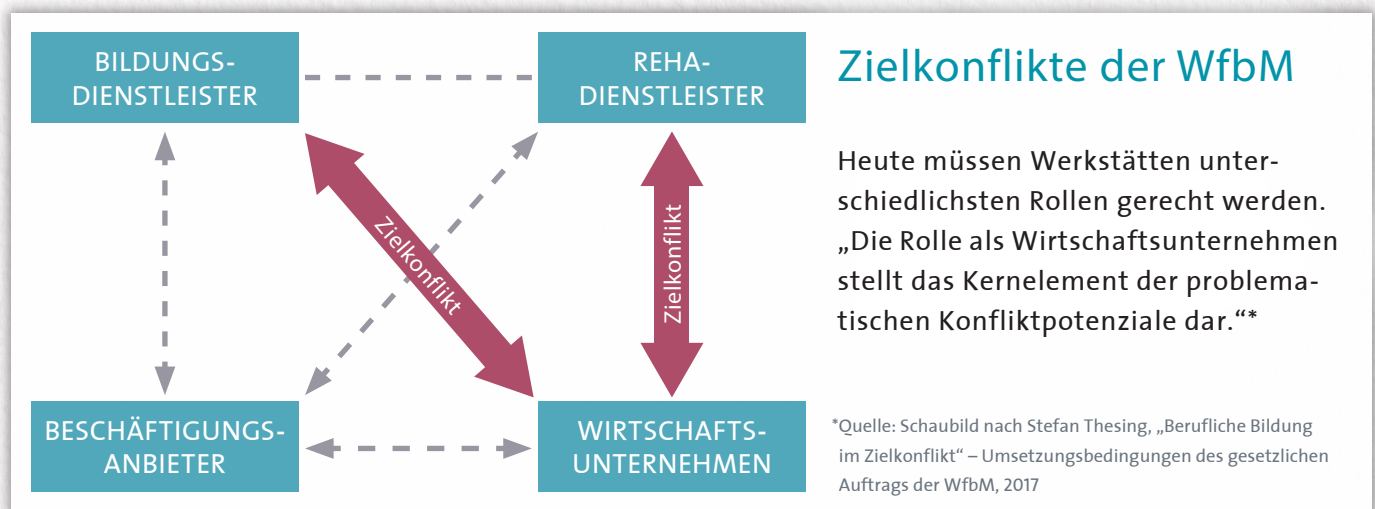 BILDUNGS-
DIENSTLEISTER
REHA-
DIENSTLEISTER
Zielkonflikt
Zielkonflikt
BESCHÄFTIGUNGS-
ANBIETER
WIRTSCHAFTS-
UNTERNEHMEN
Zielkonflikte der WfbM
Heute müssen Werkstätten unter-
schiedlichsten Rollen gerecht werden.
„Die Rolle als Wirtschaftsunternehmen
stellt das Kernelement der problema-
tischen Konfliktpotenziale dar.“*
*Quelle: Schaubild nach Stefan Thesing, „Berufliche Bildung
im Zielkonflikt“ – Umsetzungsbedingungen des gesetzlichen
Auftrags der WfbM, 2017